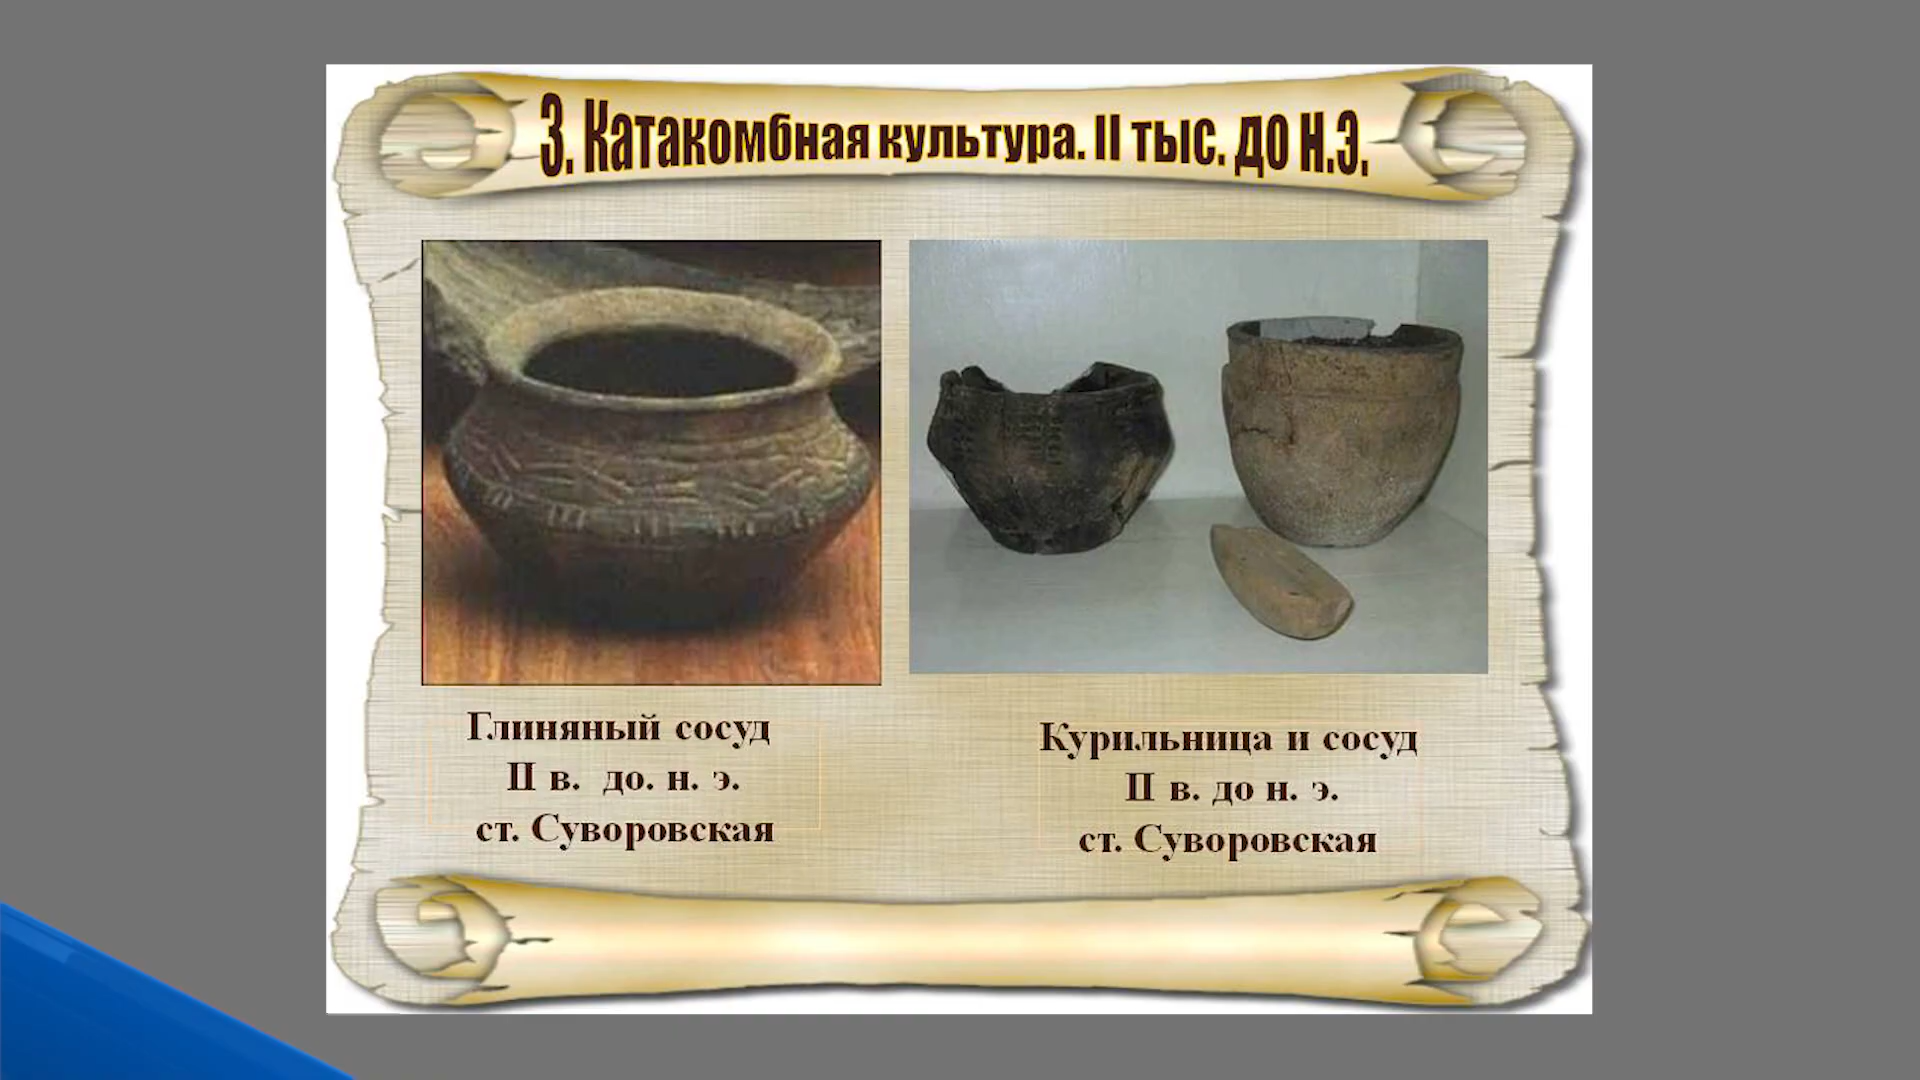 3. Катакомбная культура. II тыс. до н.э.
Глиняный сосуд
II в. до. н. э.
ст. Суворовская
Курильница и сосуд
II в. до н. э.
ст. Суворовская